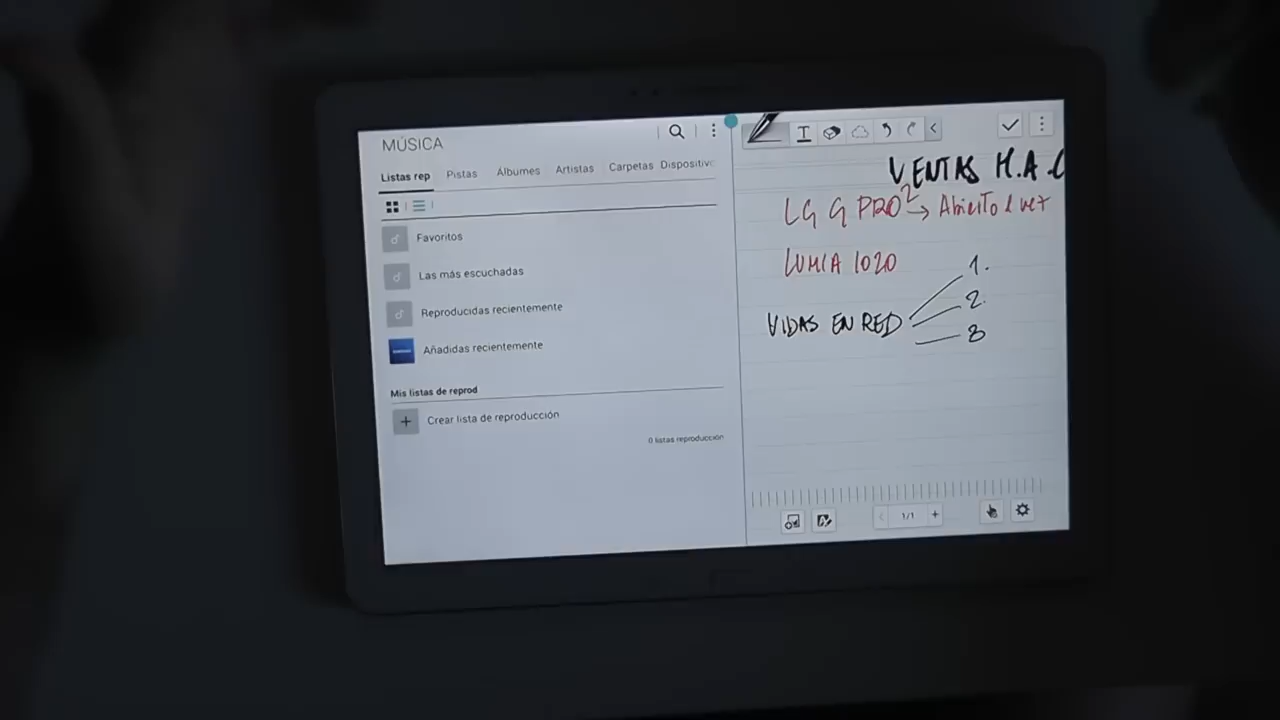 MÚSICA
Listas rep Pistas Álbumes Artistas Carpetas Dispositivo
Favoritos
Las más escuchadas
Reproducidas recientemente
Añadidas recientemente
Mis listas de reprod
Crear lista de reproducción
0 listas reproducción
VENTAS M.A.C
LG G PRO2 → Abierto
LUMIA 1020
VIDAS EN RED
1.
2.
3
1/1